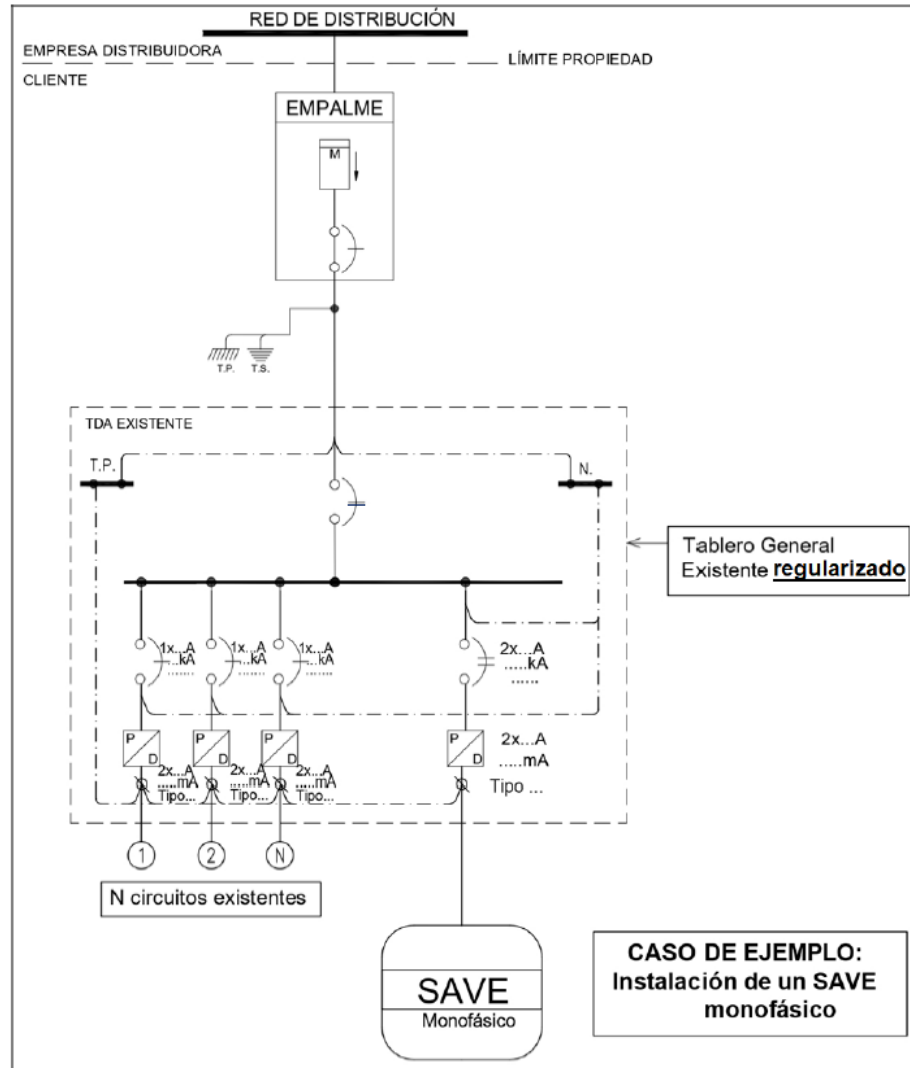 RED DE DISTRIBUCIÓN
EMPRESA DISTRIBUIDORA
LÍMITE PROPIEDAD
CLIENTE
EMPALME
M
T.P.
T.S.
TDA EXISTENTE
T.P.
N.
Tablero General
Existente regularizado
1x...A
...kA
.......
1x...A
...kA
.......
1x...A
...kA
.......
2x...A
.....kA
......
P
D
P
D
P
D
P
D
2x...A
.....mA
Tipo ...
2x...A
.....mA
Tipo...
2x...A
.....mA
Tipo...
2x...A
.....mA
Tipo...
1
2
N
N circuitos existentes
SAVE
Monofásico
CASO DE EJEMPLO:
Instalación de un SAVE
monofásico